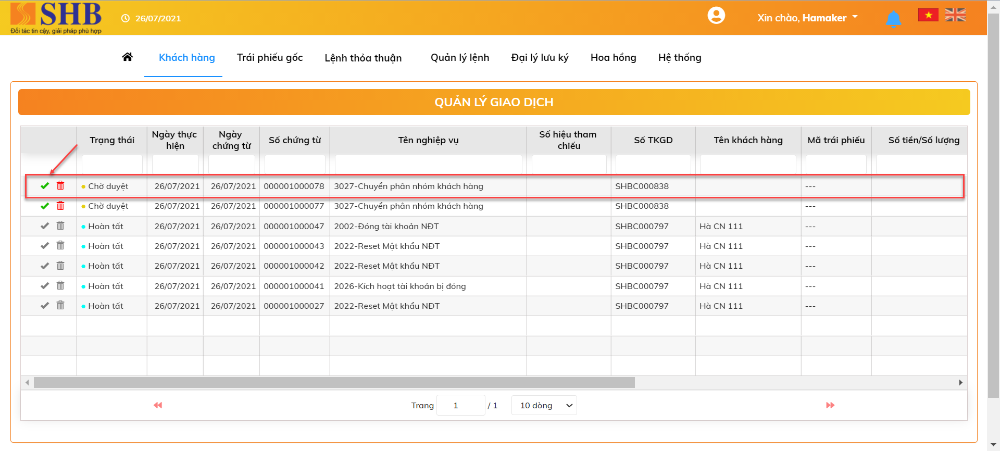 SHB
Đối tác tin cậy, giải pháp phù hợp
26/07/2021
Xin chào, Hamaker
Khách hàng Trái phiếu gốc Lệnh thỏa thuận Quản lý lệnh Đại lý lưu ký Hoa hồng Hệ thống
QUẢN LÝ GIAO DỊCH
Trạng thái Ngày thực hiện Ngày chứng từ Số chứng từ Tên nghiệp vụ Số hiệu tham chiếu Số TKGD Tên khách hàng Mã trái phiếu Số tiền/Số lượng
Chờ duyệt 26/07/2021 26/07/2021 000001000078 3027-Chuyển phân nhóm khách hàng SHBC000838 ---
Chờ duyệt 26/07/2021 26/07/2021 000001000077 3027-Chuyển phân nhóm khách hàng SHBC000838 ---
Hoàn tất 26/07/2021 26/07/2021 000001000047 2002-Đóng tài khoản NĐT SHBC000797 Hà CN 111 ---
Hoàn tất 26/07/2021 26/07/2021 000001000043 2022-Reset Mật khẩu NĐT SHBC000797 Hà CN 111 ---
Hoàn tất 26/07/2021 26/07/2021 000001000042 2022-Reset Mật khẩu NĐT SHBC000797 Hà CN 111 ---
Hoàn tất 26/07/2021 26/07/2021 000001000041 2026-Kích hoạt tài khoản bị đóng SHBC000797 Hà CN 111 ---
Hoàn tất 26/07/2021 26/07/2021 000001000027 2022-Reset Mật khẩu NĐT SHBC000797 Hà CN 111 ---
Trang 1 / 1 10 dòng